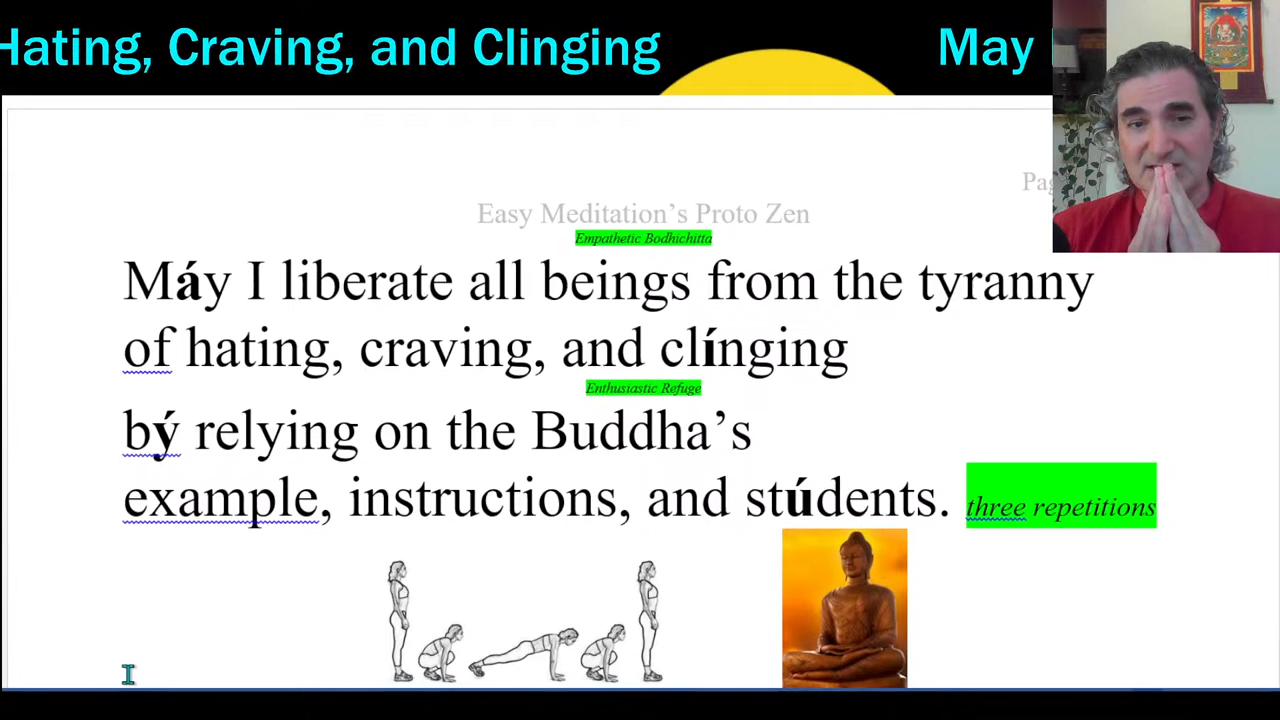 Hating, Craving, and Clinging May
Easy Meditation's Proto Zen
Empathetic Bodhichitta
Máy I liberate all beings from the tyranny
of hating, craving, and clínging
Enthusiastic Refuge
bý relying on the Buddha's
example, instructions, and stúdents. three repetitions